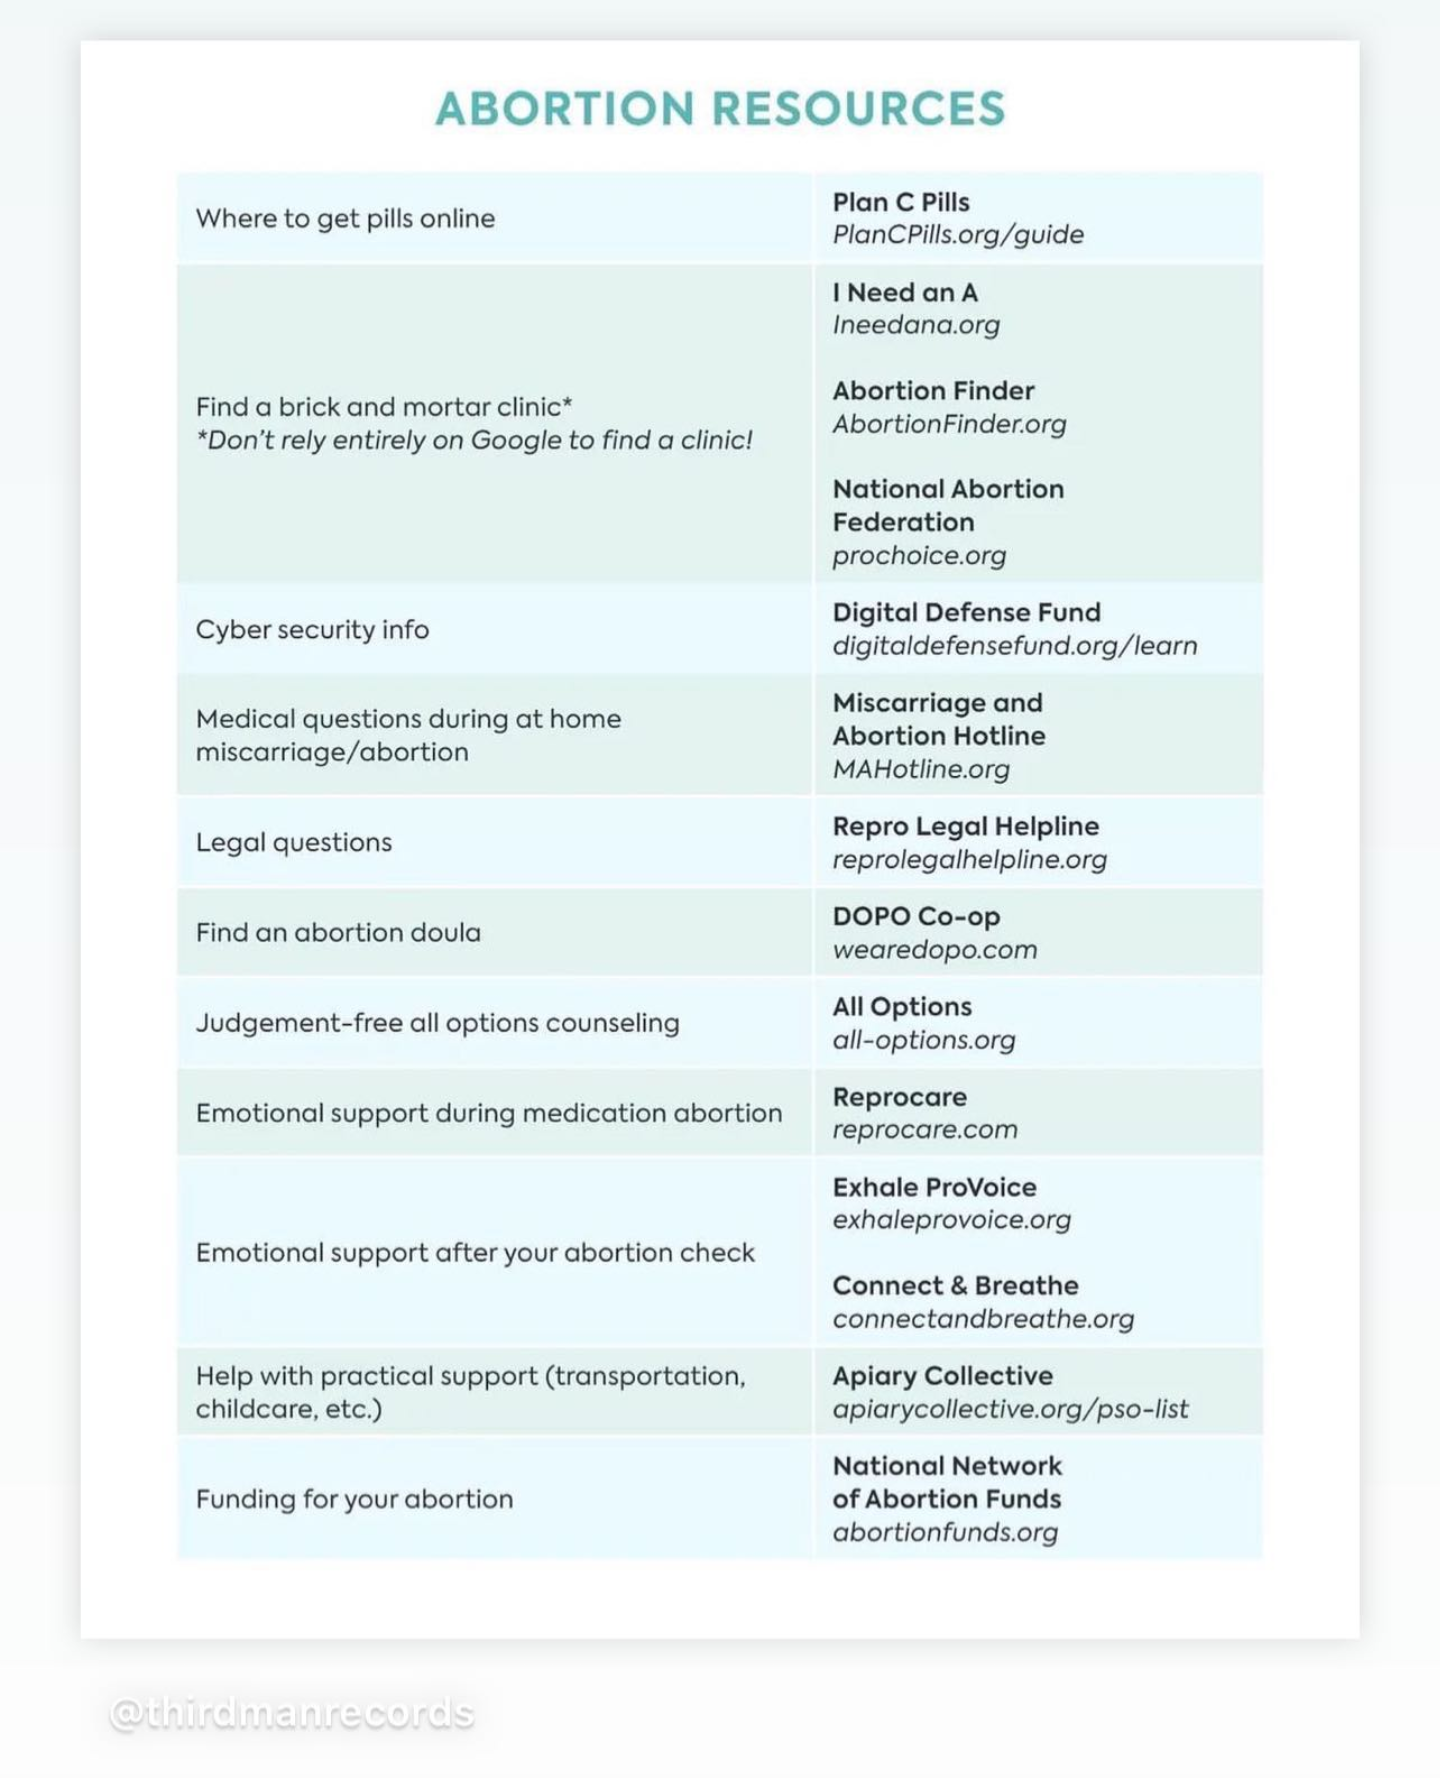 ABORTION RESOURCES
Where to get pills online
Plan C Pills
PlanCPills.org/guide
Find a brick and mortar clinic*
*Don't rely entirely on Google to find a clinic!
I Need an A
Ineedana.org
Abortion Finder
AbortionFinder.org
National Abortion
Federation
prochoice.org
Cyber security info
Digital Defense Fund
digitaldefensefund.org/learn
Medical questions during at home
miscarriage/abortion
Miscarriage and
Abortion Hotline
MAHotline.org
Legal questions
Repro Legal Helpline
reprolegalhelpline.org
Find an abortion doula
DOPO Co-op
wearedopo.com
Judgement-free all options counseling
All Options
all-options.org
Emotional support during medication abortion
Reprocare
reprocare.com
Emotional support after your abortion check
Exhale ProVoice
exhaleprovoice.org
Connect & Breathe
connectandbreathe.org
Help with practical support (transportation,
childcare, etc.)
Apiary Collective
apiarycollective.org/pso-list
Funding for your abortion
National Network
of Abortion Funds
abortionfunds.org
@thirdmanrecords